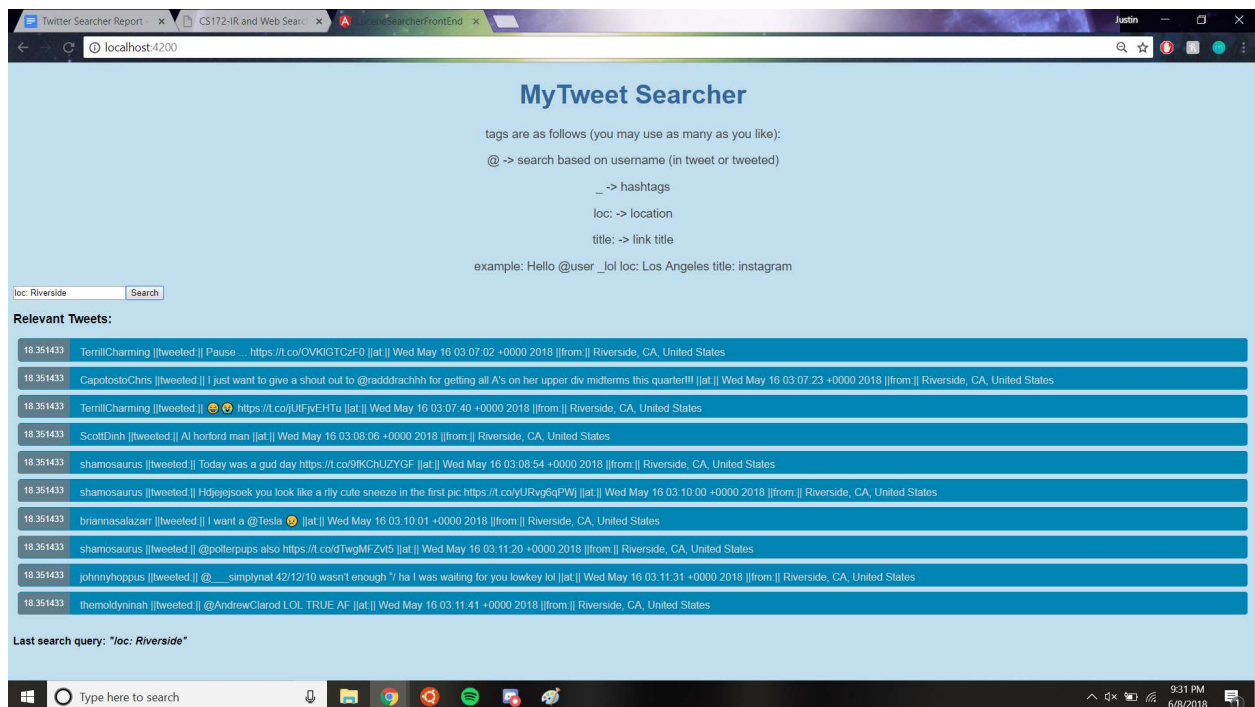 Twitter Searcher Report -
CS172-IR and Web Searc
LuceneSearcherFrontEnd
Justin
localhost:4200
MyTweet Searcher
tags are as follows (you may use as many as you like):
@ -> search based on username (in tweet or tweeted)
_ -> hashtags
loc: -> location
title: -> link title
example: Hello @user _lol loc: Los Angeles title: instagram
loc: Riverside Search
Relevant Tweets:
18.351433 TerrillCharming ||tweeted:|| Pause ... https://t.co/OVKlGTCzF0 ||at:|| Wed May 16 03:07:02 +0000 2018 ||from:|| Riverside, CA, United States
18.351433 CapotostoChris ||tweeted:|| I just want to give a shout out to @radddrachhh for getting all A's on her upper div midterms this quarter!!! ||at:|| Wed May 16 03:07:23 +0000 2018 ||from:|| Riverside, CA, United States
18.351433 TerrillCharming ||tweeted:|| 😂 😂 https://t.co/jUtFjvEHTu ||at:|| Wed May 16 03:07:40 +0000 2018 ||from:|| Riverside, CA, United States
18.351433 ScottDinh ||tweeted:|| Al horford man ||at:|| Wed May 16 03:08:06 +0000 2018 ||from:|| Riverside, CA, United States
18.351433 shamosaurus ||tweeted:|| Today was a gud day https://t.co/9fKChUZYGF ||at:|| Wed May 16 03:08:54 +0000 2018 ||from:|| Riverside, CA, United States
18.351433 shamosaurus ||tweeted:|| Hdjejejsoek you look like a rlly cute sneeze in the first pic https://t.co/yURvg6qPWj ||at:|| Wed May 16 03:10:00 +0000 2018 ||from:|| Riverside, CA, United States
18.351433 briannasalazarr ||tweeted:|| I want a @Tesla 😢 ||at:|| Wed May 16 03:10:01 +0000 2018 ||from:|| Riverside, CA, United States
18.351433 shamosaurus ||tweeted:|| @polterpups also https://t.co/dTwgMFZvt5 ||at:|| Wed May 16 03:11:20 +0000 2018 ||from:|| Riverside, CA, United States
18.351433 johnnyhoppus ||tweeted:|| @___simplynat 42/12/10 wasn't enough "/ ha I was waiting for you lowkey lol ||at:|| Wed May 16 03:11:31 +0000 2018 ||from:|| Riverside, CA, United States
18.351433 themoldyninah ||tweeted:|| @AndrewClarod LOL TRUE AF ||at:|| Wed May 16 03:11:41 +0000 2018 ||from:|| Riverside, CA, United States
Last search query: "loc: Riverside"
Type here to search
9:31 PM
6/8/2018